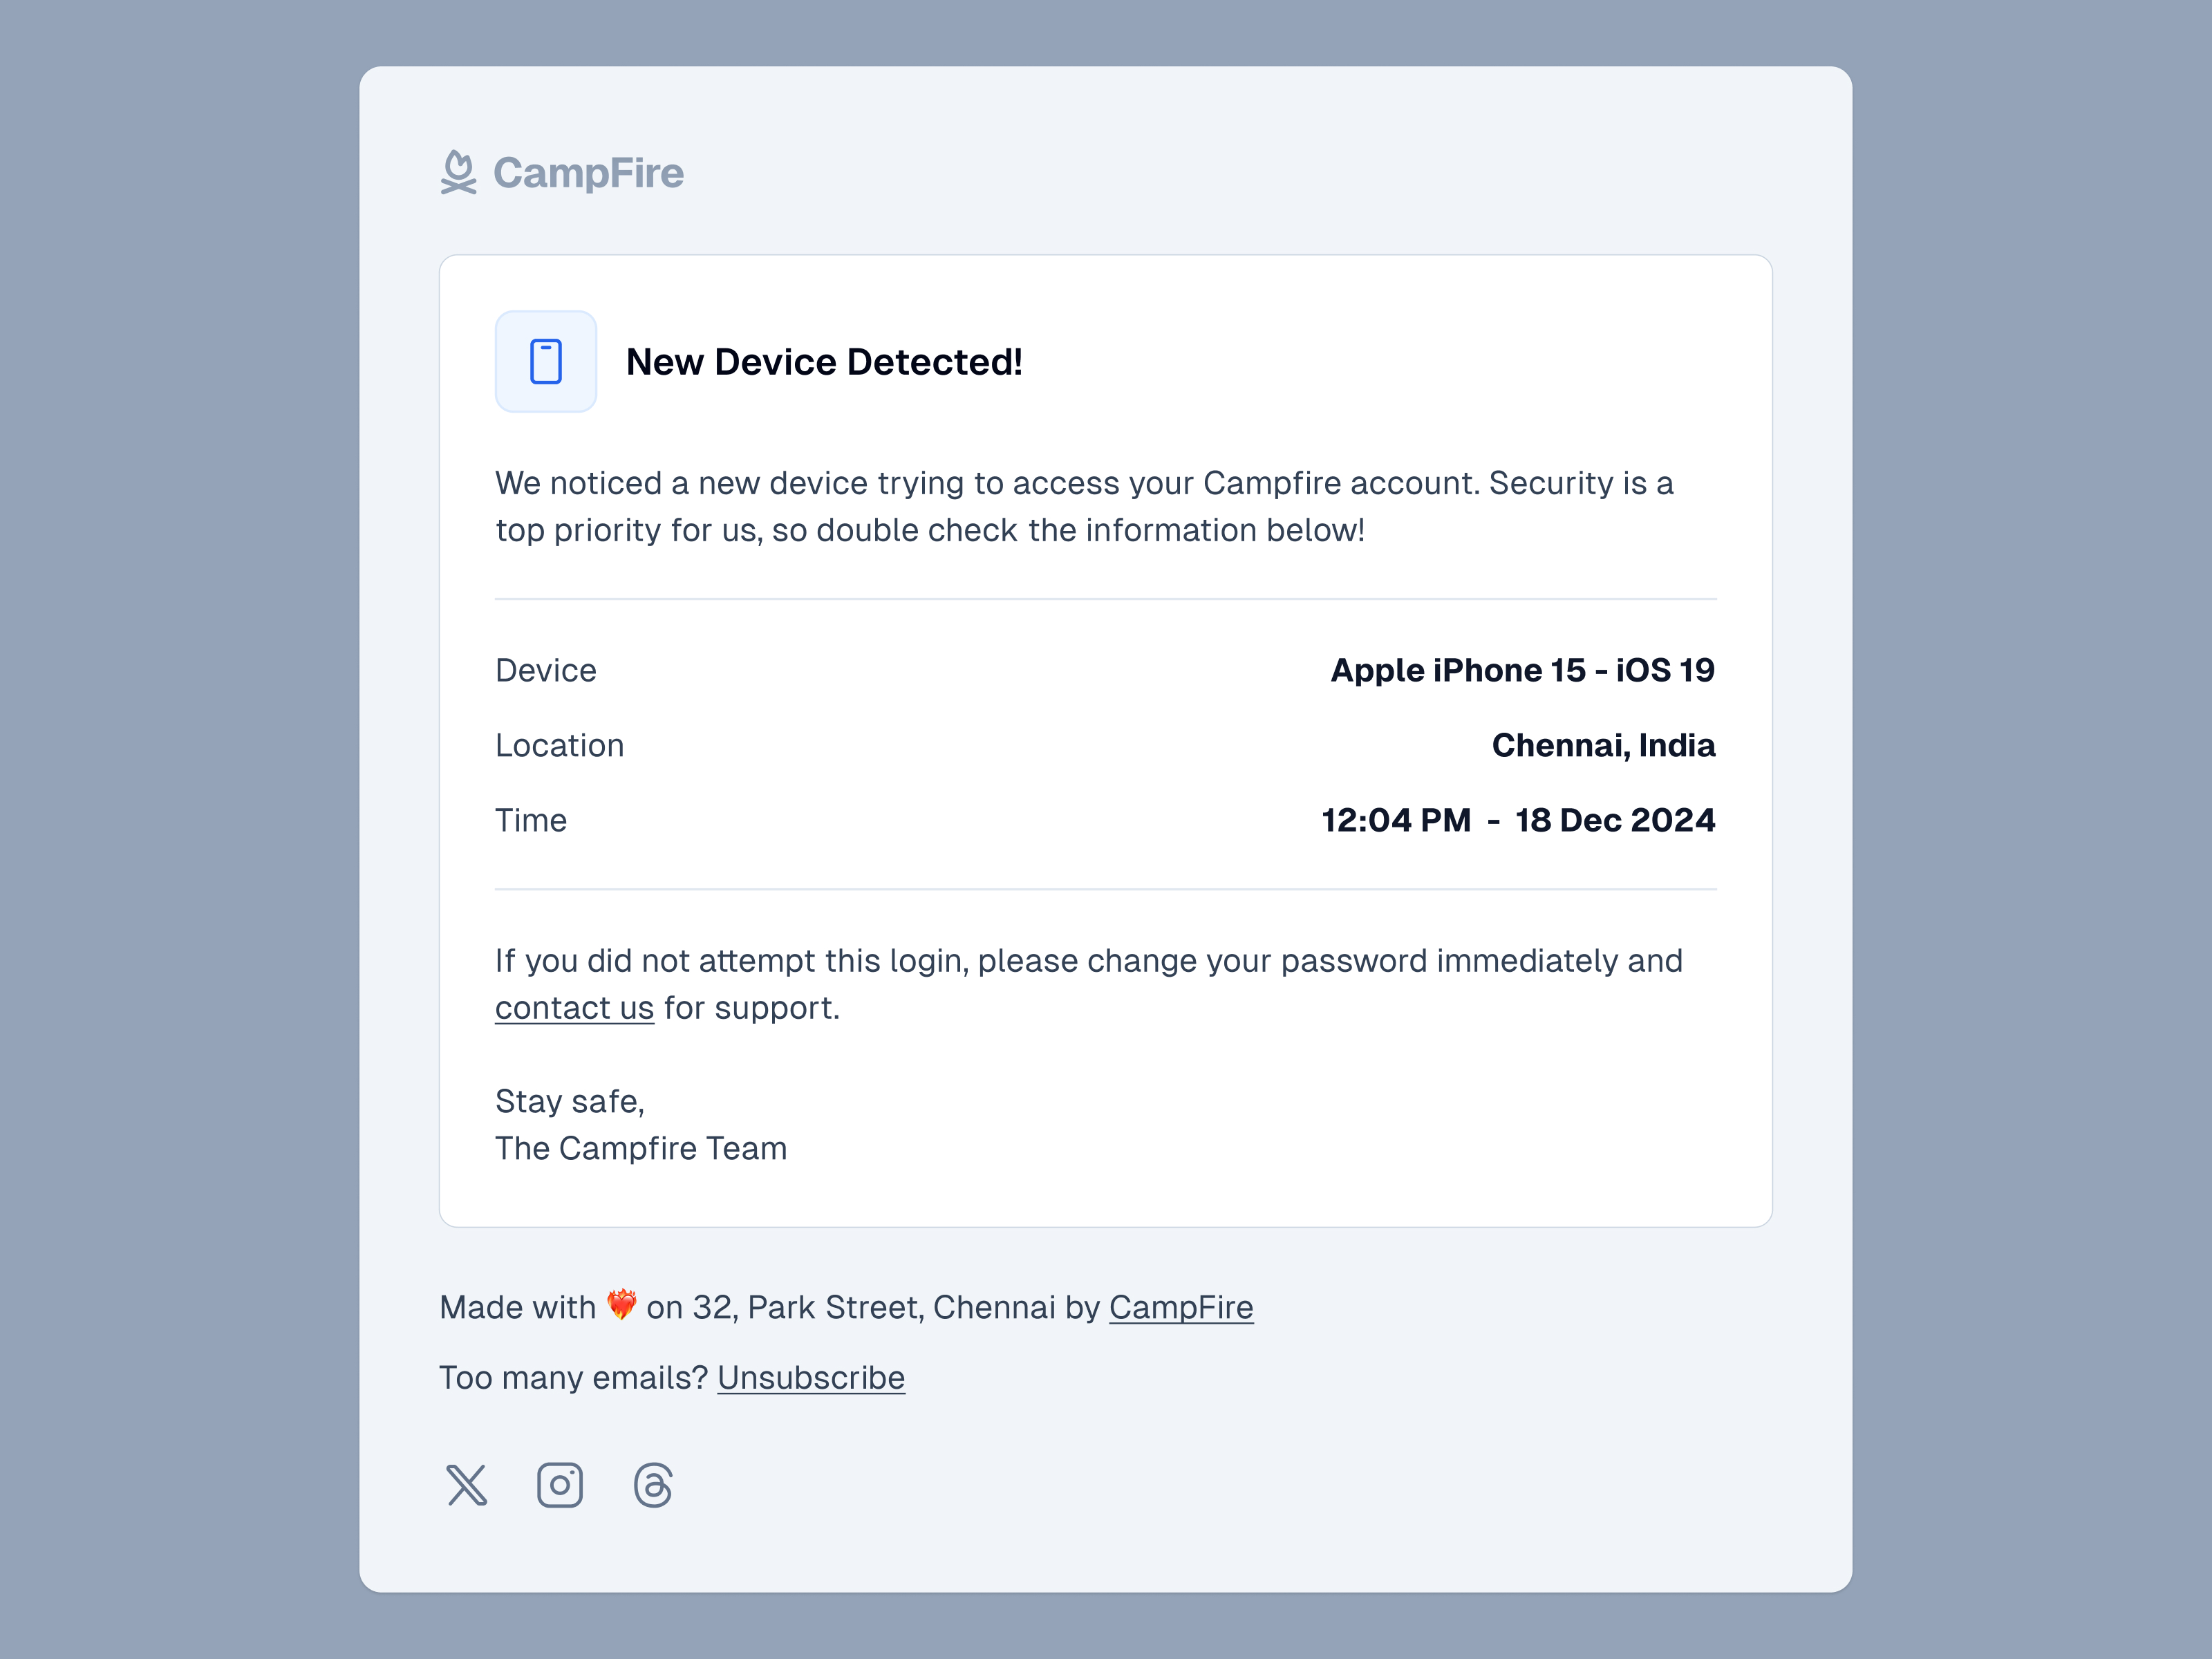 CampFire
New Device Detected!
We noticed a new device trying to access your Campfire account. Security is a
top priority for us, so double check the information below!
Device Apple iPhone 15 - iOS 19
Location Chennai, India
Time 12:04 PM - 18 Dec 2024
If you did not attempt this login, please change your password immediately and
contact us for support.
Stay safe,
The Campfire Team
Made with ❤️‍🔥 on 32, Park Street, Chennai by CampFire
Too many emails? Unsubscribe